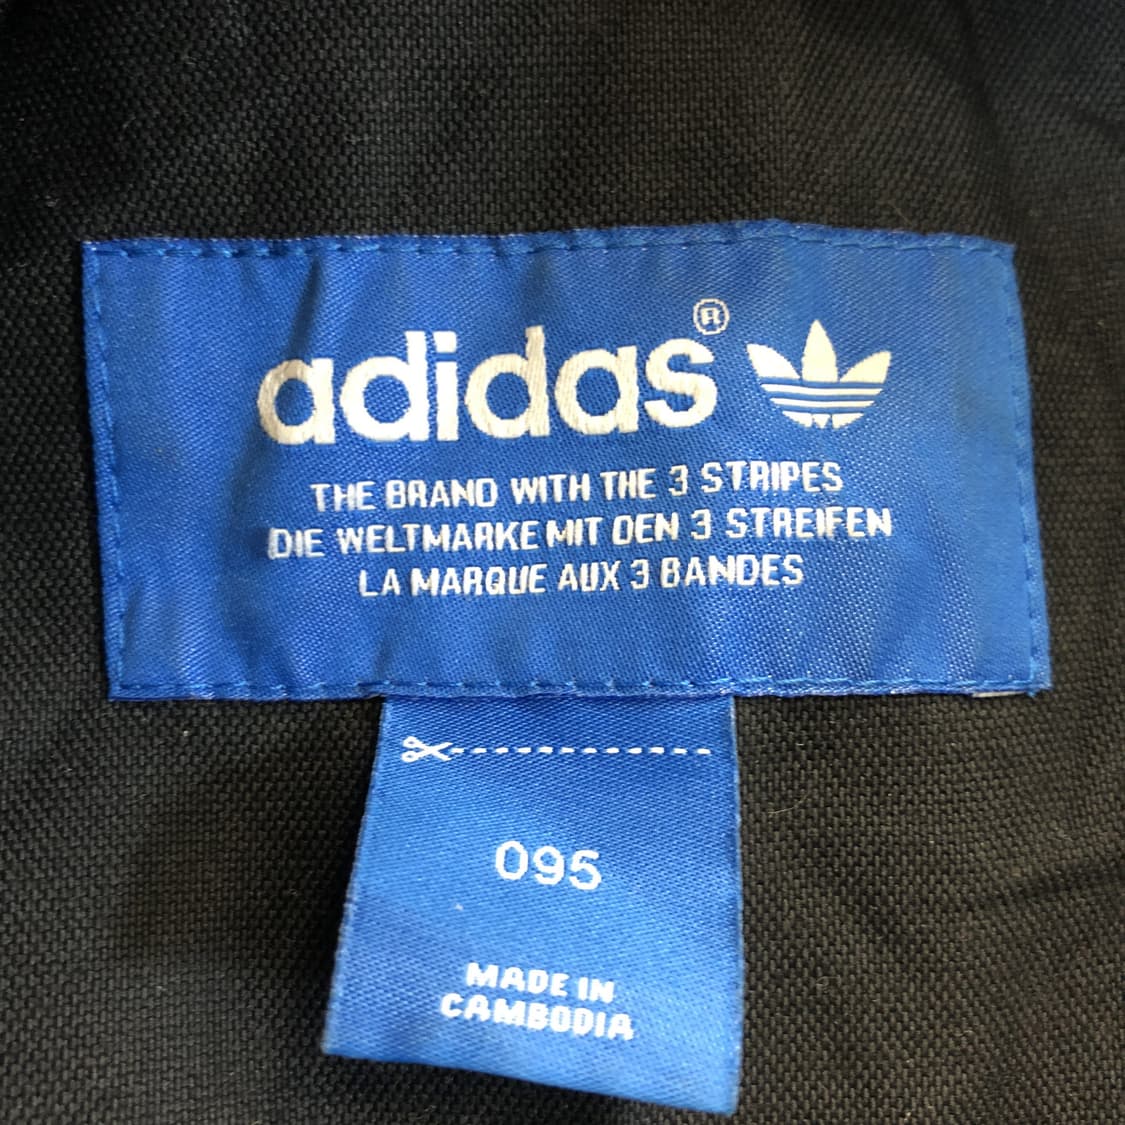 adidas®
THE BRAND WITH THE 3 STRIPES
DIE WELTMARKE MIT DEN 3 STREIFEN
LA MARQUE AUX 3 BANDES
095
MADE IN
CAMBODIA